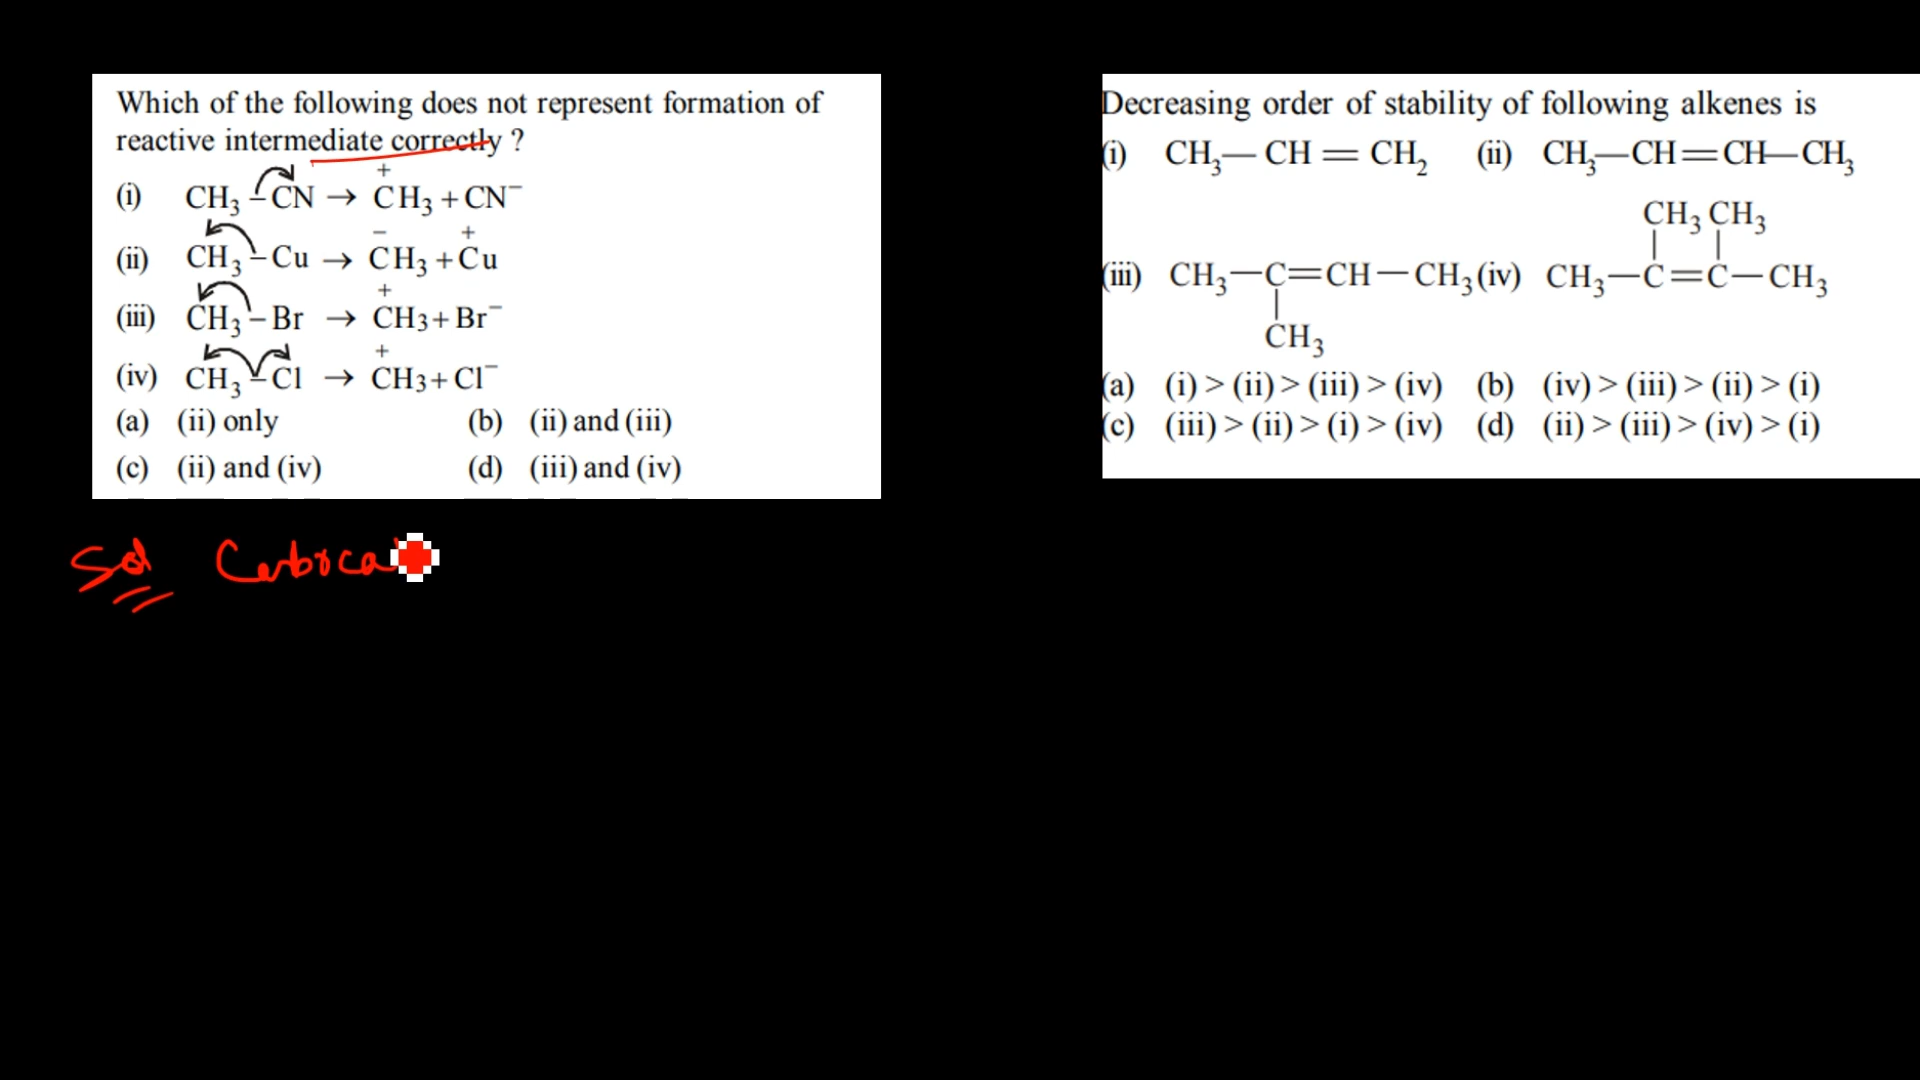 Which of the following does not represent formation of
reactive intermediate correctly ?
(i) CH₃ – CN → C⁺H₃ + CN⁻
(ii) CH₃ – Cu → C⁻H₃ + Cu⁺
(iii) CH₃ – Br → C⁺H3 + Br⁻
(iv) CH₃ – Cl → C⁺H3 + Cl⁻
(a) (ii) only (b) (ii) and (iii)
(c) (ii) and (iv) (d) (iii) and (iv)
Decreasing order of stability of following alkenes is
(i) CH₃— CH = CH₂ (ii) CH₃—CH=CH—CH₃
CH₃ CH₃
(iii) CH₃—C=CH—CH₃ (iv) CH₃—C=C—CH₃
CH₃
(a) (i) > (ii) > (iii) > (iv) (b) (iv) > (iii) > (ii) > (i)
(c) (iii) > (ii) > (i) > (iv) (d) (ii) > (iii) > (iv) > (i)
Sol